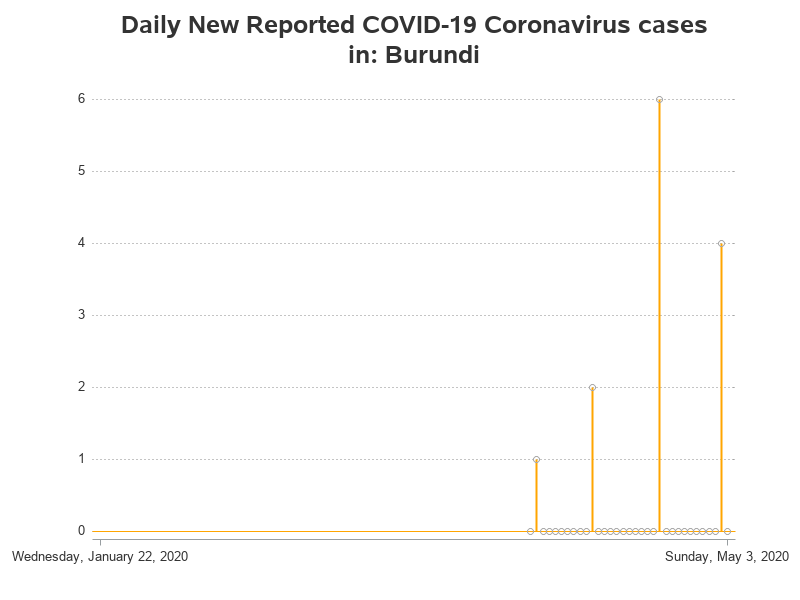 Daily New Reported COVID-19 Coronavirus cases
in: Burundi
6
5
4
3
2
1
0
Wednesday, January 22, 2020
Sunday, May 3, 2020